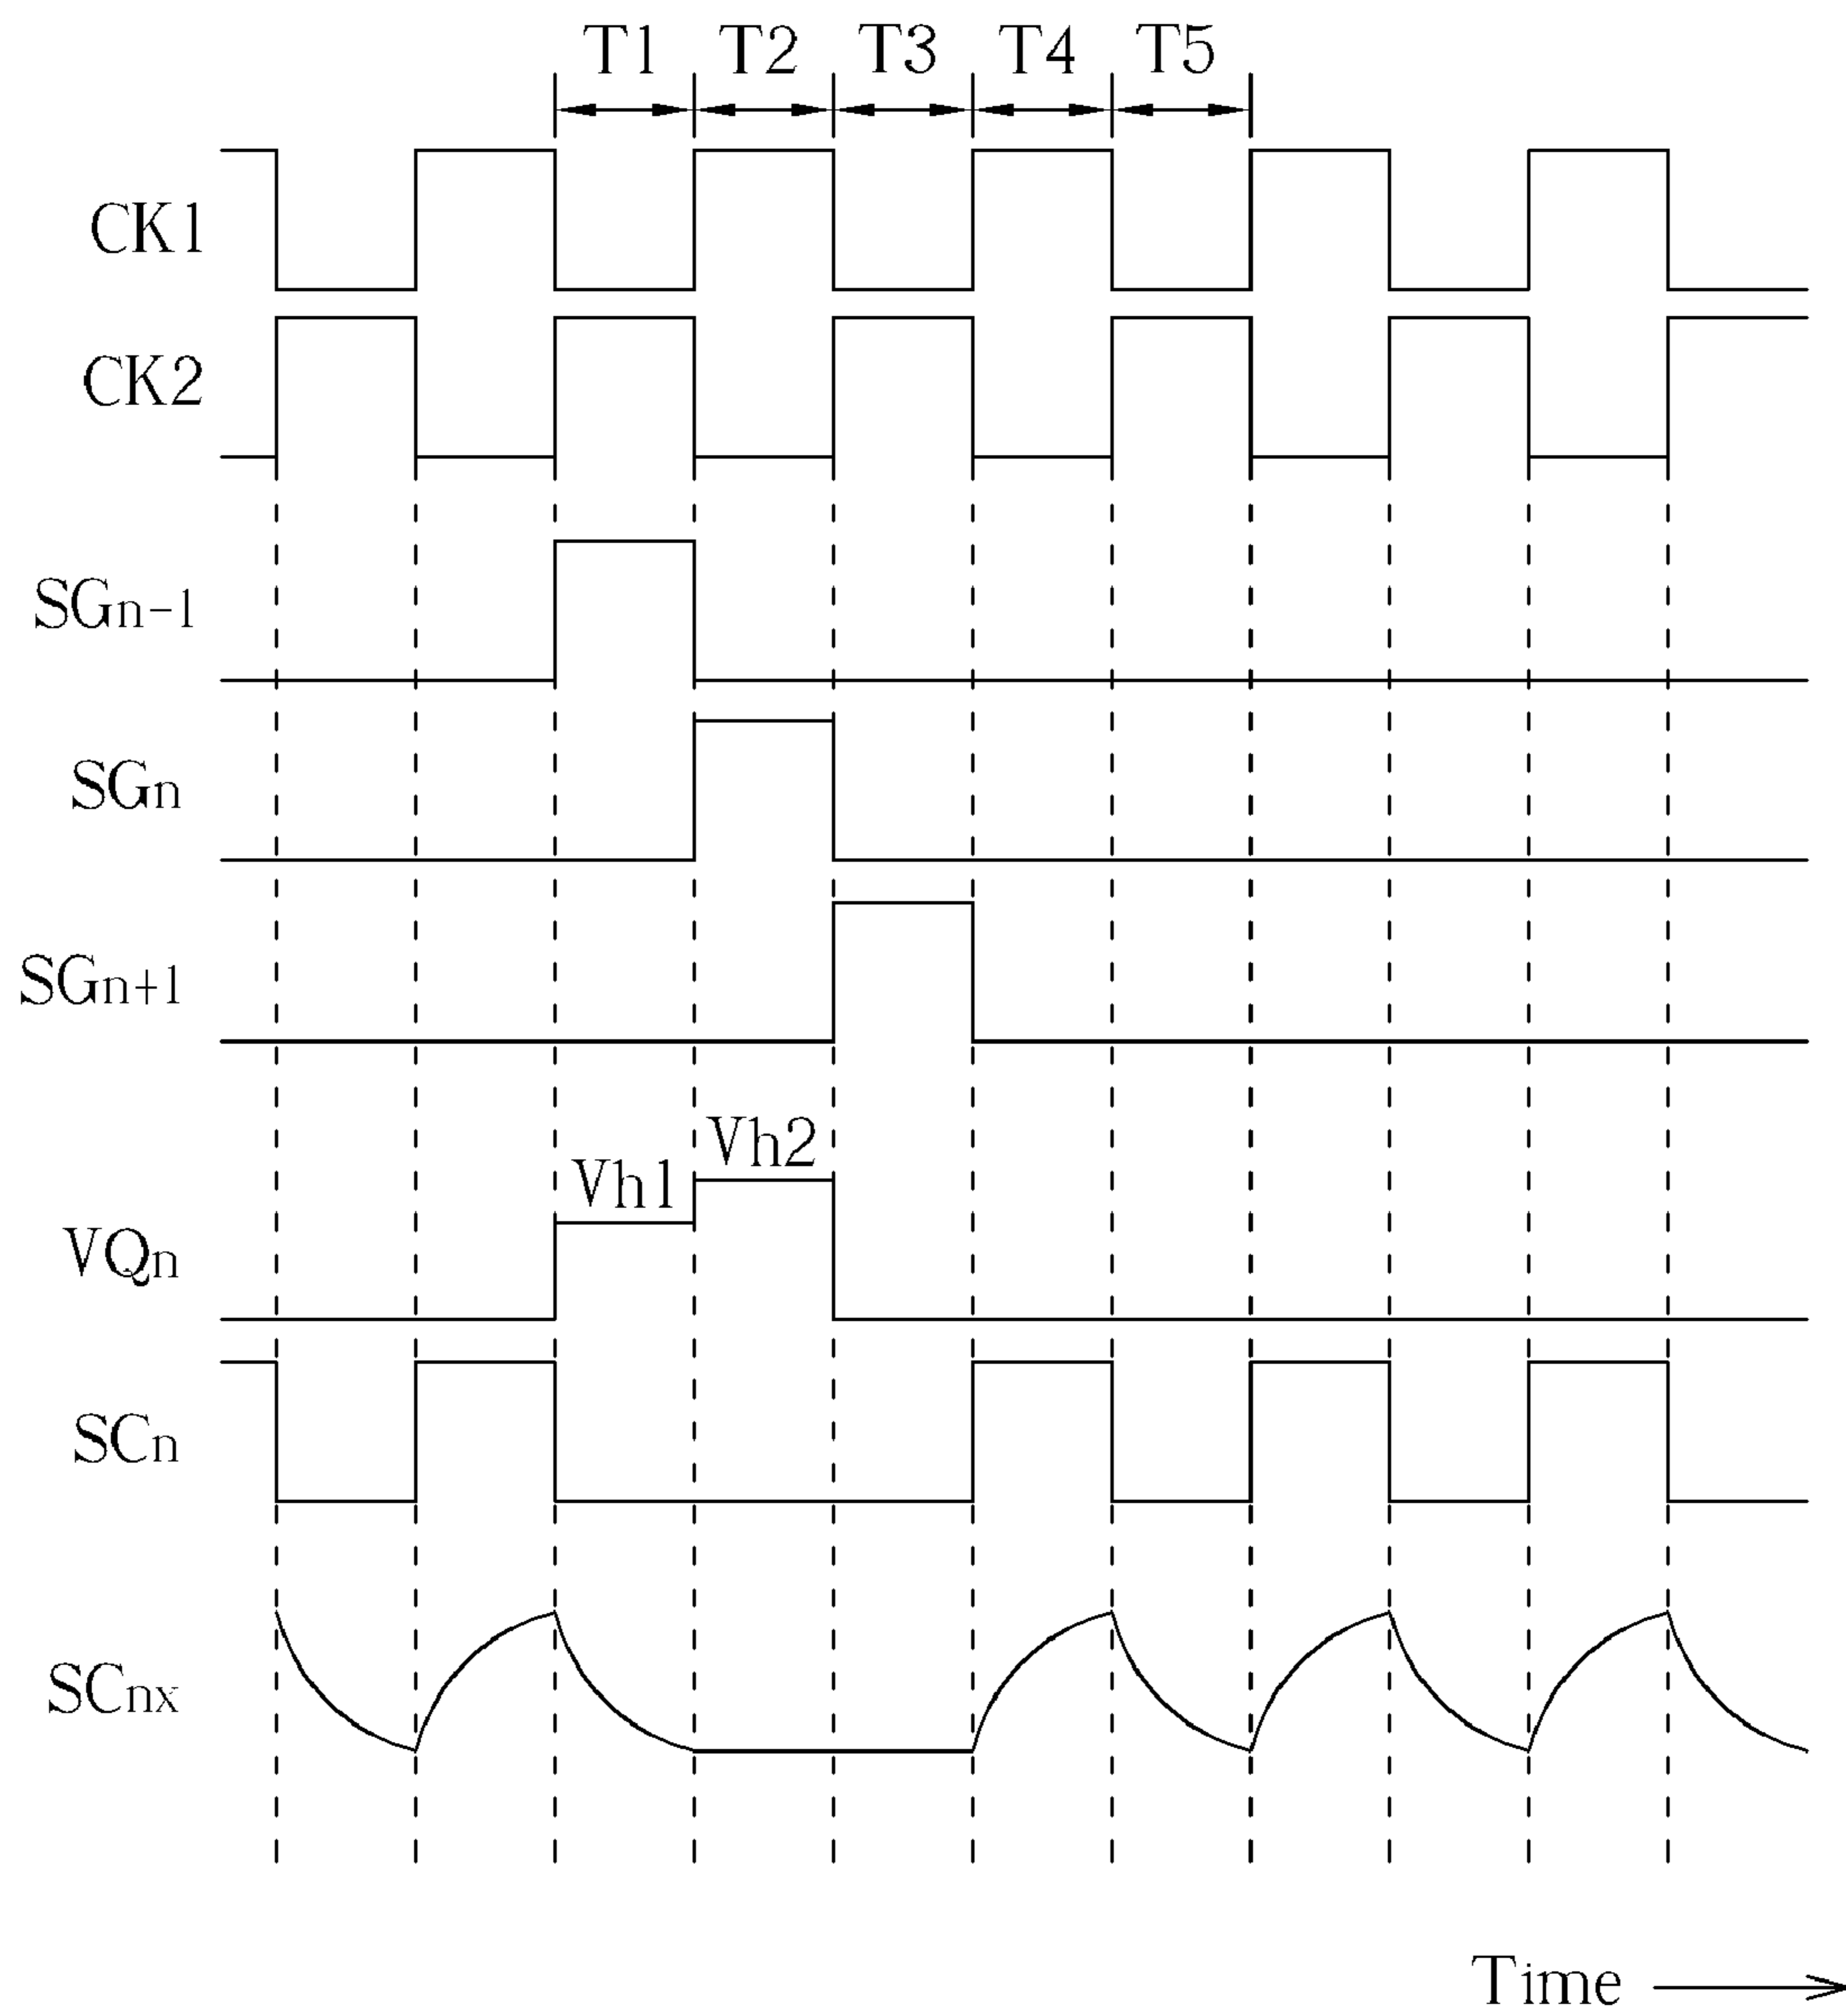 T1 T2 T3 T4 T5
CK1
CK2
SGn-1
SGn
SGn+1
Vh2
Vh1
VQn
SCn
SCnx
Time